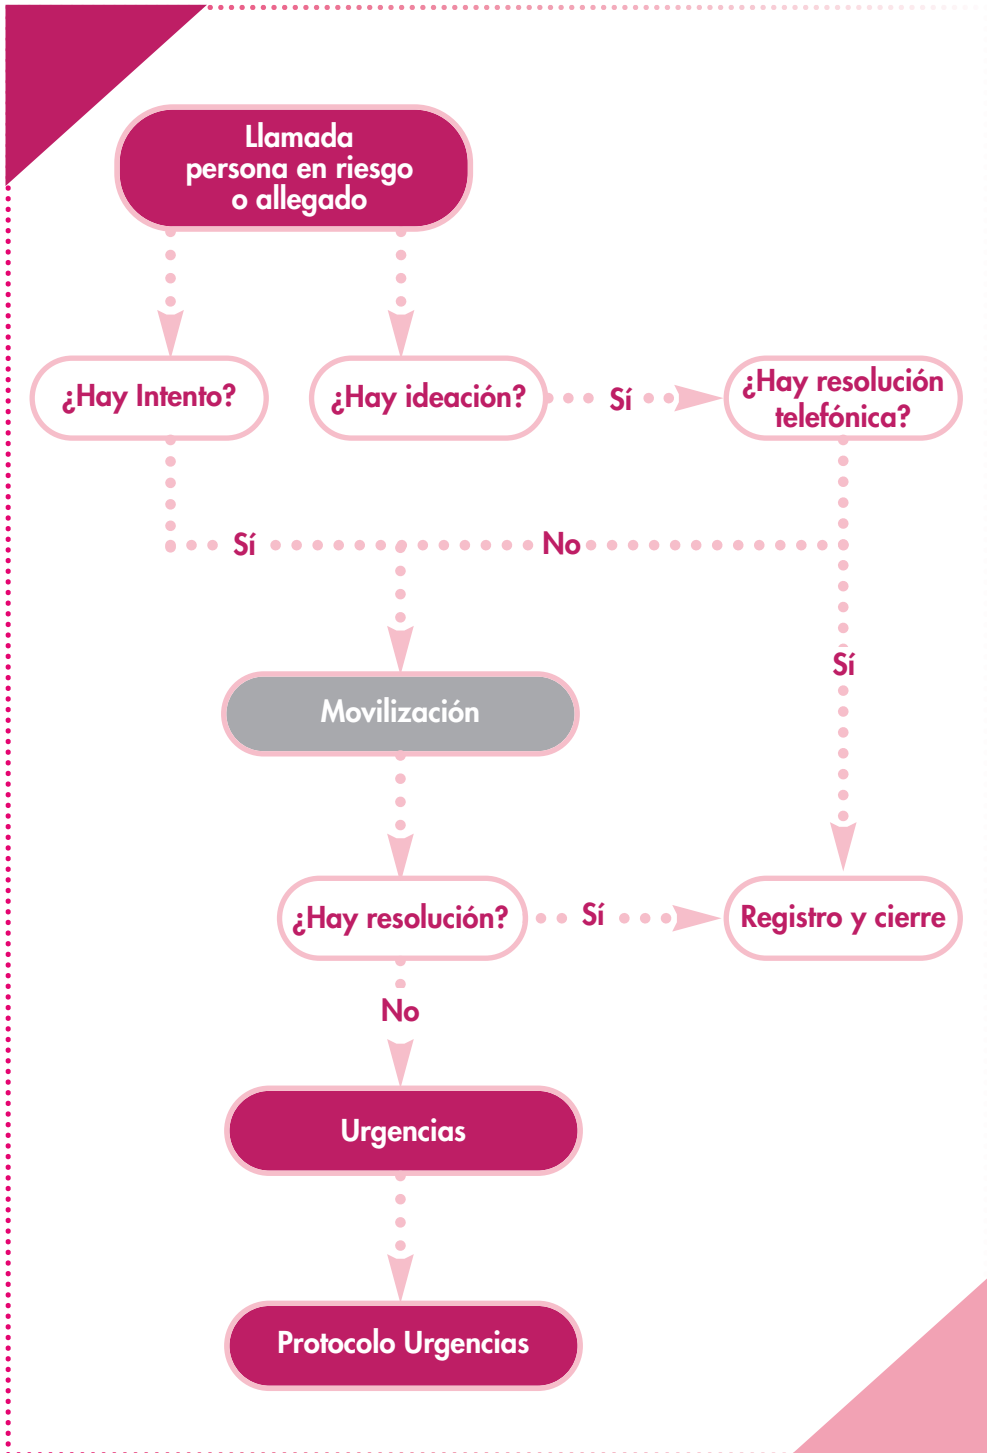 Llamada
persona en riesgo
o allegado
¿Hay Intento?
¿Hay ideación?
Sí
¿Hay resolución
telefónica?
Sí
No
Sí
Movilización
¿Hay resolución?
Sí
Registro y cierre
No
Urgencias
Protocolo Urgencias